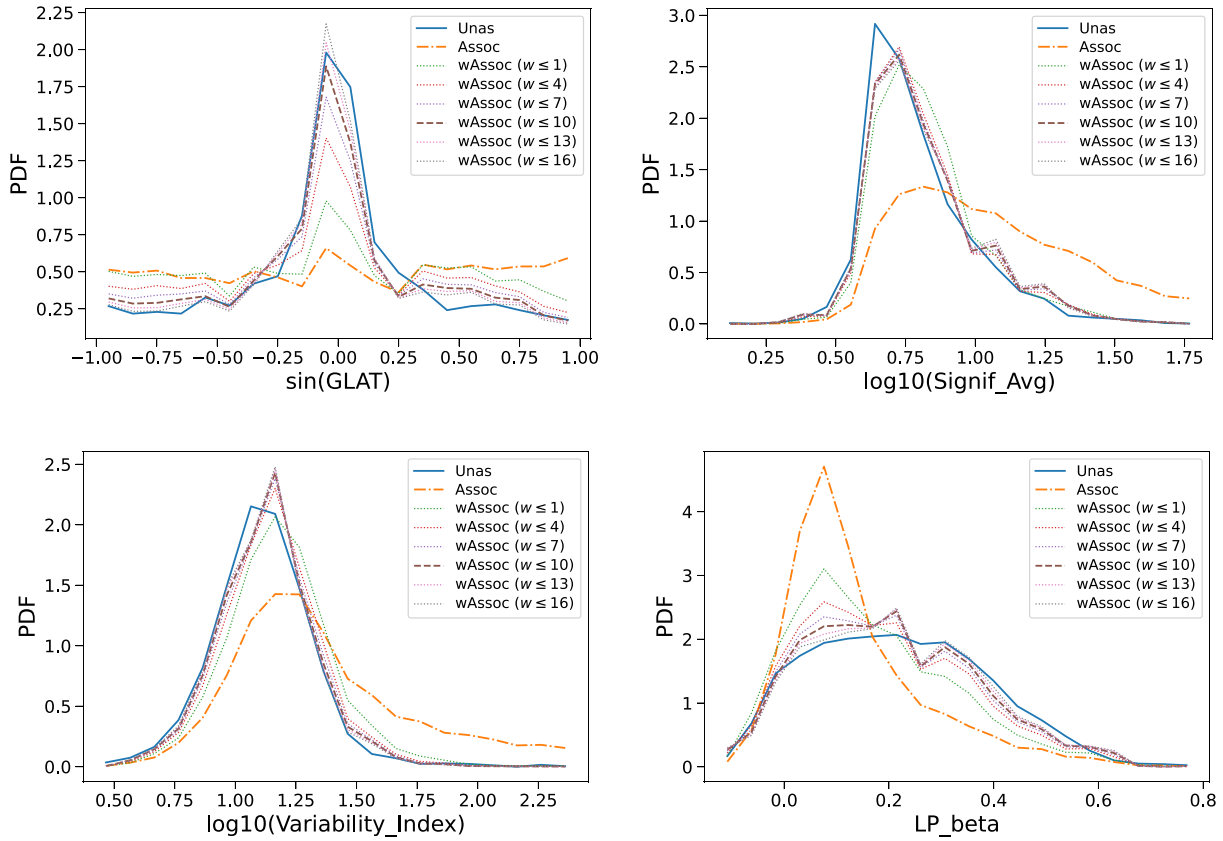 PDF
2.25
2.00
1.75
1.50
1.25
1.00
0.75
0.50
0.25
−1.00 −0.75 −0.50 −0.25 0.00 0.25 0.50 0.75 1.00
sin(GLAT)
Unas
Assoc
wAssoc (w ≤ 1)
wAssoc (w ≤ 4)
wAssoc (w ≤ 7)
wAssoc (w ≤ 10)
wAssoc (w ≤ 13)
wAssoc (w ≤ 16)
PDF
3.0
2.5
2.0
1.5
1.0
0.5
0.0
0.25 0.50 0.75 1.00 1.25 1.50 1.75
log10(Signif_Avg)
Unas
Assoc
wAssoc (w ≤ 1)
wAssoc (w ≤ 4)
wAssoc (w ≤ 7)
wAssoc (w ≤ 10)
wAssoc (w ≤ 13)
wAssoc (w ≤ 16)
PDF
2.5
2.0
1.5
1.0
0.5
0.0
0.50 0.75 1.00 1.25 1.50 1.75 2.00 2.25
log10(Variability_Index)
Unas
Assoc
wAssoc (w ≤ 1)
wAssoc (w ≤ 4)
wAssoc (w ≤ 7)
wAssoc (w ≤ 10)
wAssoc (w ≤ 13)
wAssoc (w ≤ 16)
PDF
4
3
2
1
0
0.0 0.2 0.4 0.6 0.8
LP_beta
Unas
Assoc
wAssoc (w ≤ 1)
wAssoc (w ≤ 4)
wAssoc (w ≤ 7)
wAssoc (w ≤ 10)
wAssoc (w ≤ 13)
wAssoc (w ≤ 16)